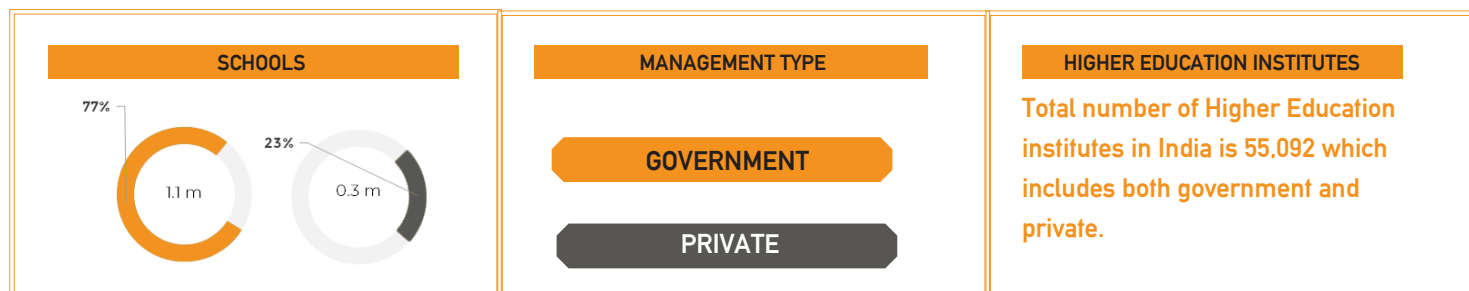 SCHOOLS
77%
1.1 m
23%
0.3 m
MANAGEMENT TYPE
GOVERNMENT
PRIVATE
HIGHER EDUCATION INSTITUTES
Total number of Higher Education
institutes in India is 55,092 which
includes both government and
private.